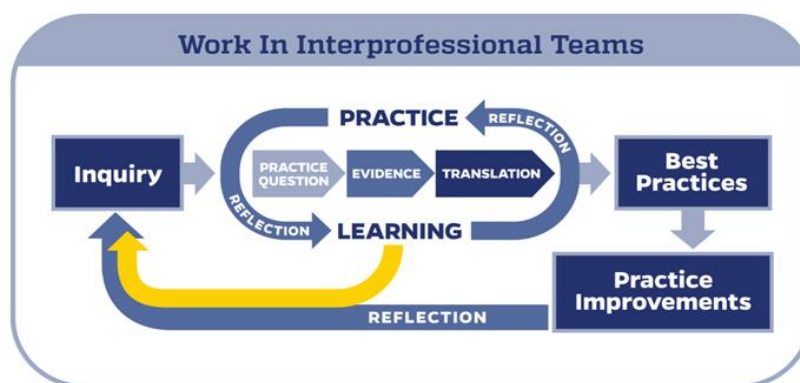 Work In Interprofessional Teams
PRACTICE
REFLECTION
Inquiry
PRACTICE
QUESTION
EVIDENCE
TRANSLATION
Best
Practices
REFLECTION
LEARNING
Practice
Improvements
REFLECTION